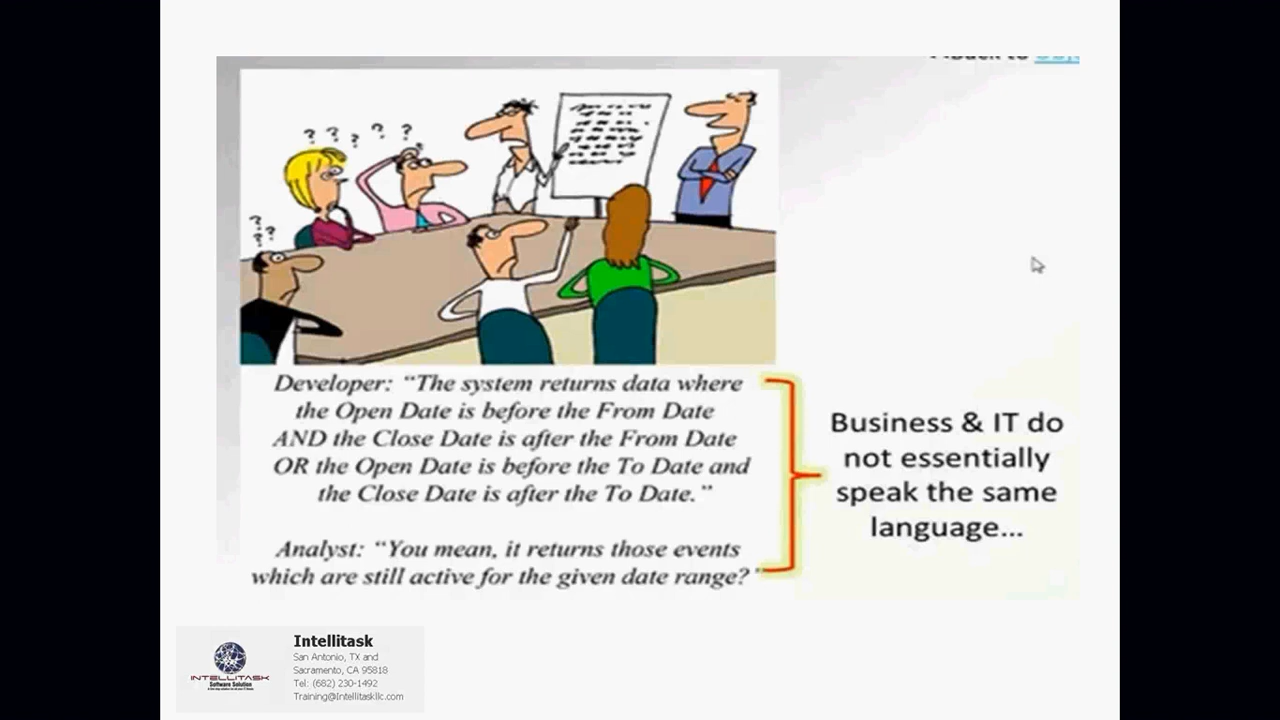 Back to
? ? ? ? ?
? ? ?
Developer: “The system returns data where
the Open Date is before the From Date
AND the Close Date is after the From Date
OR the Open Date is before the To Date and
the Close Date is after the To Date.”
Analyst: “You mean, it returns those events
which are still active for the given date range?”
Business & IT do
not essentially
speak the same
language...
INTELLITASK
Software Solution
Intellitask
San Antonio, TX and
Sacramento, CA 95818
Tel: (682) 230-1492
Training@Intellitaskllc.com